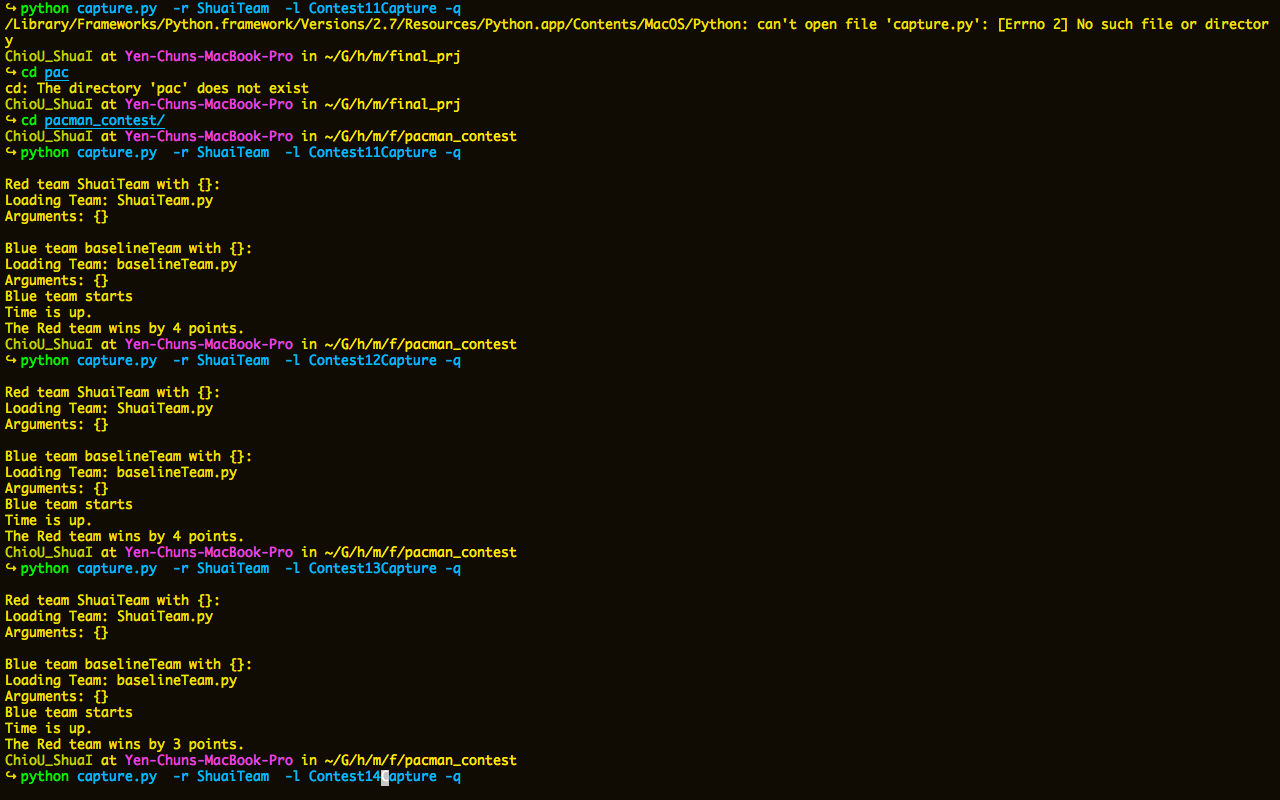 ↪ python capture.py  -r ShuaiTeam  -l Contest11Capture -q
/Library/Frameworks/Python.framework/Versions/2.7/Resources/Python.app/Contents/MacOS/Python: can't open file 'capture.py': [Errno 2] No such file or director
y
ChioU_ShuaI at Yen-Chuns-MacBook-Pro in ~/G/h/m/final_prj
↪ cd pac
cd: The directory 'pac' does not exist
ChioU_ShuaI at Yen-Chuns-MacBook-Pro in ~/G/h/m/final_prj
↪ cd pacman_contest/
ChioU_ShuaI at Yen-Chuns-MacBook-Pro in ~/G/h/m/f/pacman_contest
↪ python capture.py  -r ShuaiTeam  -l Contest11Capture -q

Red team ShuaiTeam with {}:
Loading Team: ShuaiTeam.py
Arguments: {}

Blue team baselineTeam with {}:
Loading Team: baselineTeam.py
Arguments: {}
Blue team starts
Time is up.
The Red team wins by 4 points.
ChioU_ShuaI at Yen-Chuns-MacBook-Pro in ~/G/h/m/f/pacman_contest
↪ python capture.py  -r ShuaiTeam  -l Contest12Capture -q

Red team ShuaiTeam with {}:
Loading Team: ShuaiTeam.py
Arguments: {}

Blue team baselineTeam with {}:
Loading Team: baselineTeam.py
Arguments: {}
Blue team starts
Time is up.
The Red team wins by 4 points.
ChioU_ShuaI at Yen-Chuns-MacBook-Pro in ~/G/h/m/f/pacman_contest
↪ python capture.py  -r ShuaiTeam  -l Contest13Capture -q

Red team ShuaiTeam with {}:
Loading Team: ShuaiTeam.py
Arguments: {}

Blue team baselineTeam with {}:
Loading Team: baselineTeam.py
Arguments: {}
Blue team starts
Time is up.
The Red team wins by 3 points.
ChioU_ShuaI at Yen-Chuns-MacBook-Pro in ~/G/h/m/f/pacman_contest
↪ python capture.py  -r ShuaiTeam  -l Contest14Capture -q